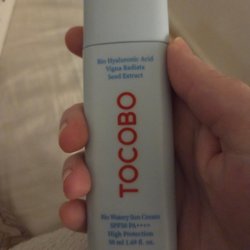 Bio Hyaluronic Acid
Vigna Radiata
Seed Extract
TOCOBO
Bio Watery Sun Cream
SPF50 PA++++
High Protection
50 ml 1.69 fl. oz.